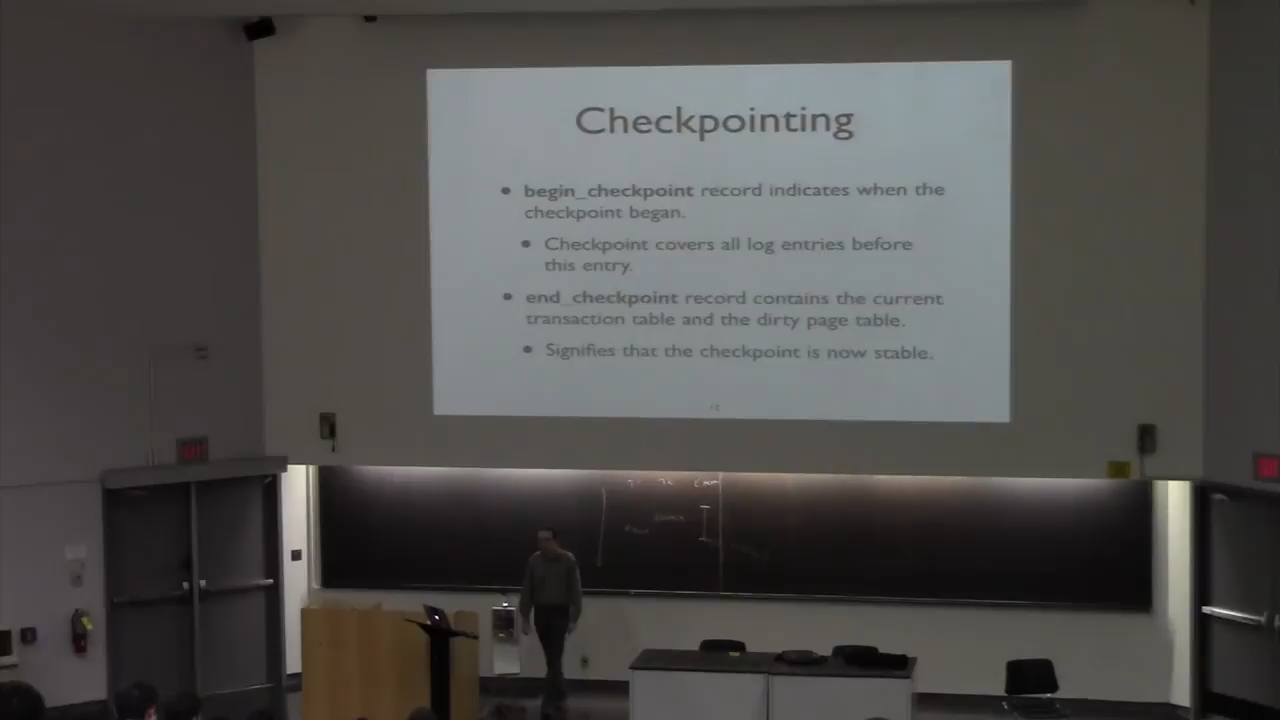 Checkpointing
• begin_checkpoint record indicates when the
checkpoint began.
• Checkpoint covers all log entries before
this entry.
• end_checkpoint record contains the current
transaction table and the dirty page table.
• Signifies that the checkpoint is now stable.